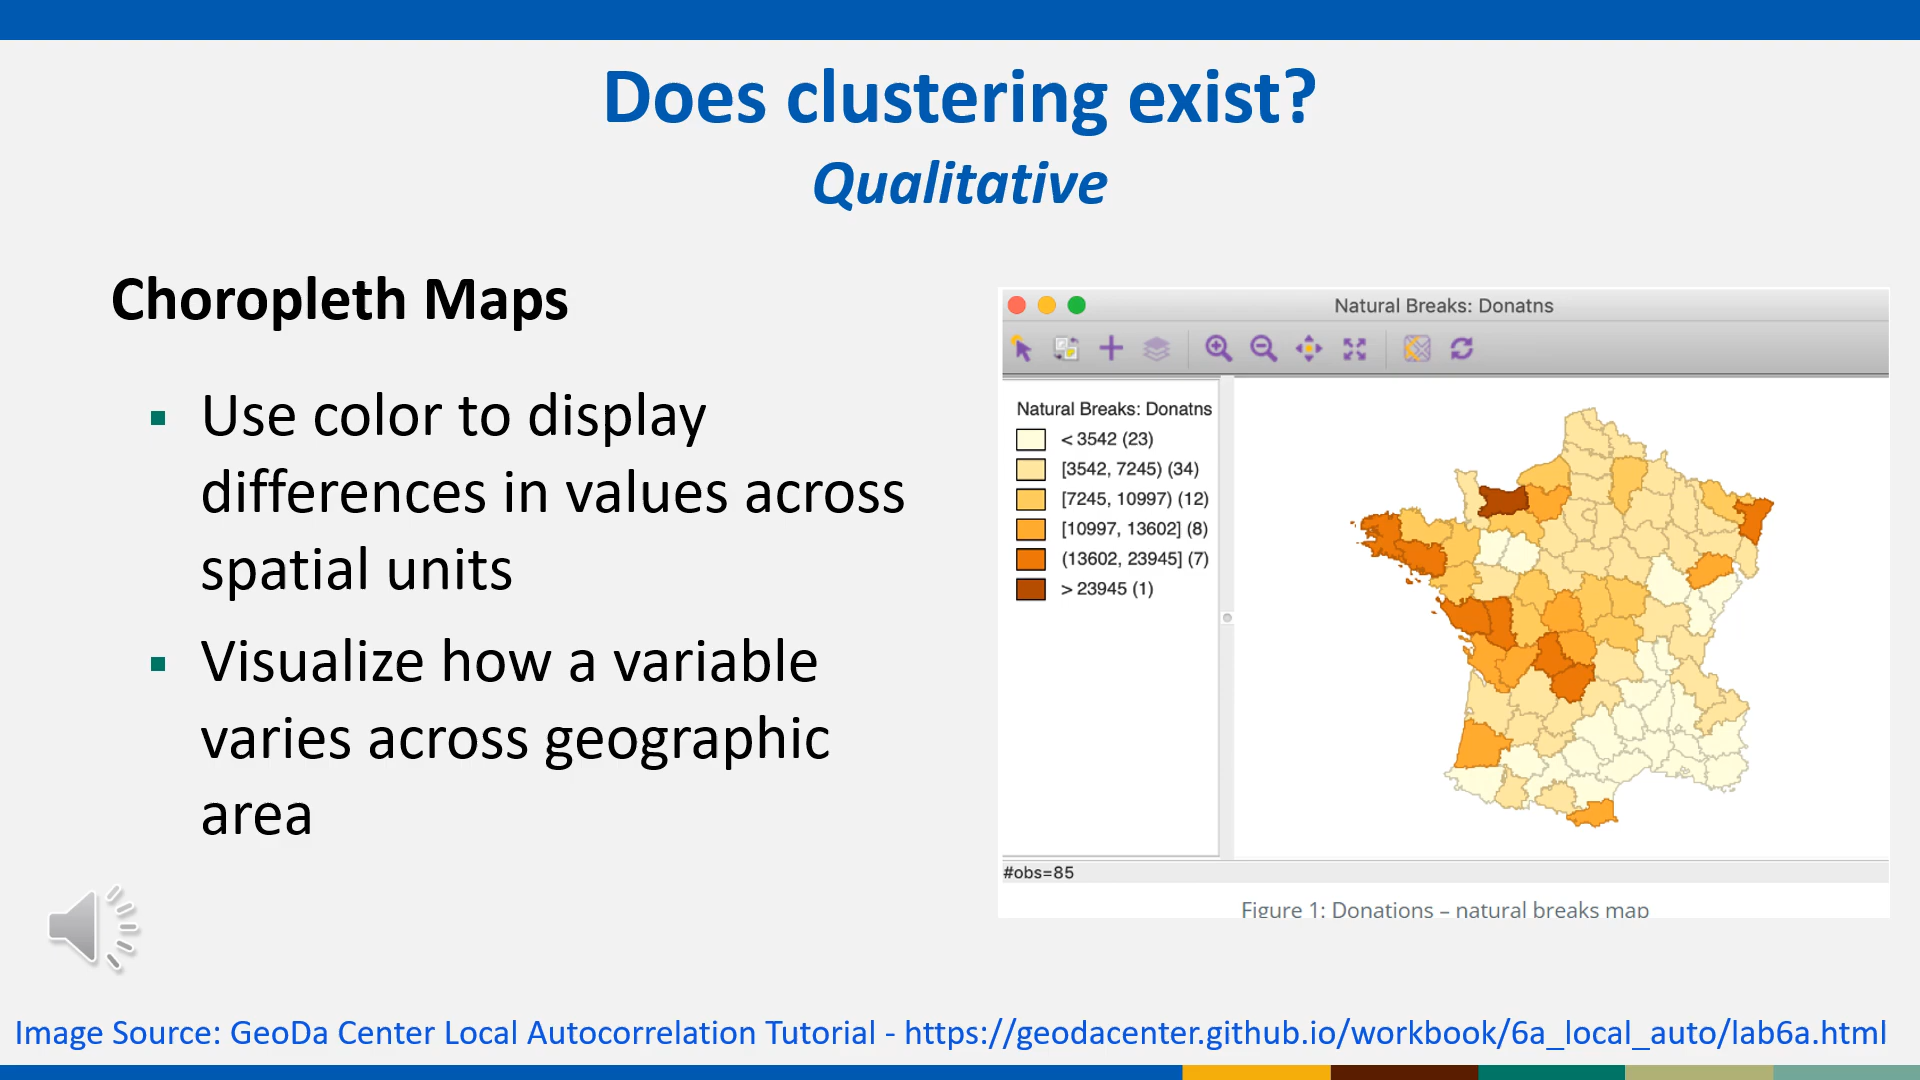 Does clustering exist?
Qualitative
Choropleth Maps
▪ Use color to display
differences in values across
spatial units
▪ Visualize how a variable
varies across geographic
area
Natural Breaks: Donatns
Natural Breaks: Donatns
< 3542 (23)
[3542, 7245) (34)
[7245, 10997) (12)
[10997, 13602] (8)
(13602, 23945] (7)
> 23945 (1)
#obs=85
Figure 1: Donations – natural breaks map
Image Source: GeoDa Center Local Autocorrelation Tutorial - https://geodacenter.github.io/workbook/6a_local_auto/lab6a.html